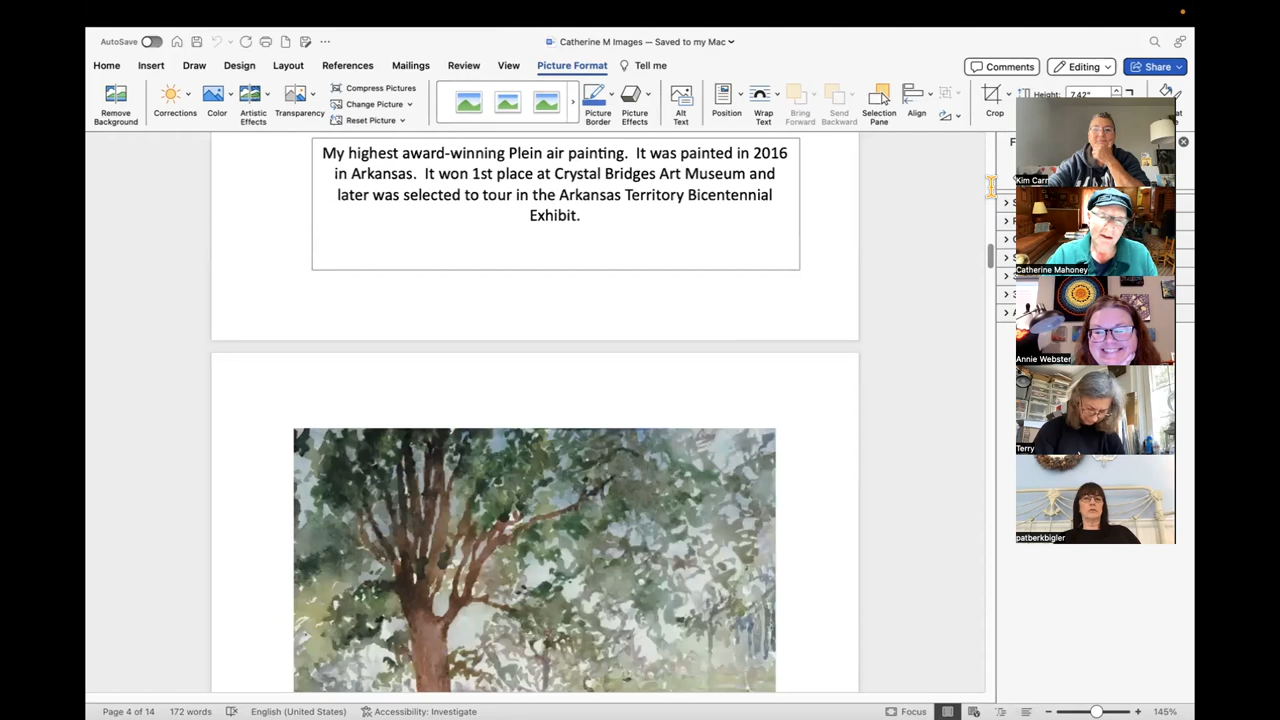 AutoSave
Catherine M Images — Saved to my Mac
Home Insert Draw Design Layout References Mailings Review View Picture Format Tell me
Comments Editing Share
Remove Background
Corrections
Color
Artistic Effects
Transparency
Compress Pictures
Change Picture
Reset Picture
Picture Border
Picture Effects
Alt Text
Position
Wrap Text
Bring Forward
Send Backward
Selection Pane
Align
Crop
Height: 7.42"
My highest award-winning Plein air painting. It was painted in 2016
in Arkansas. It won 1st place at Crystal Bridges Art Museum and
later was selected to tour in the Arkansas Territory Bicentennial
Exhibit.
Kim Carr
Catherine Mahoney
Annie Webster
Terry
patberkbigler
Page 4 of 14 172 words English (United States) Accessibility: Investigate Focus 145%